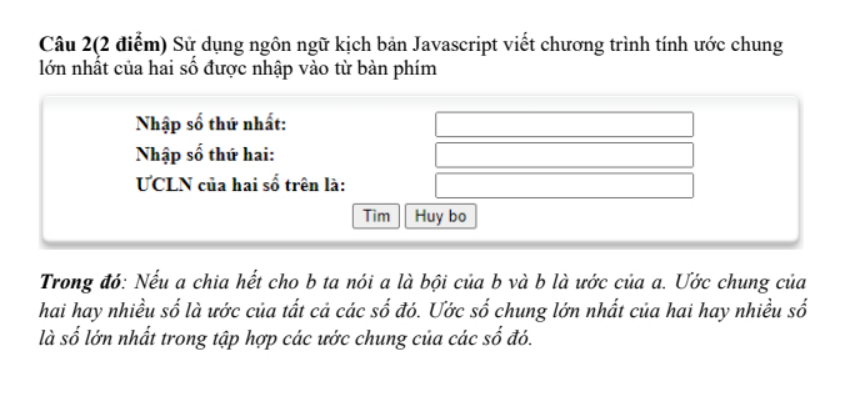 Câu 2(2 điểm) Sử dụng ngôn ngữ kịch bản Javascript viết chương trình tính ước chung
lớn nhất của hai số được nhập vào từ bàn phím
Nhập số thứ nhất:
Nhập số thứ hai:
ƯCLN của hai số trên là:
Tim Huy bo
Trong đó: Nếu a chia hết cho b ta nói a là bội của b và b là ước của a. Ước chung của
hai hay nhiều số là ước của tất cả các số đó. Ước số chung lớn nhất của hai hay nhiều số
là số lớn nhất trong tập hợp các ước chung của các số đó.